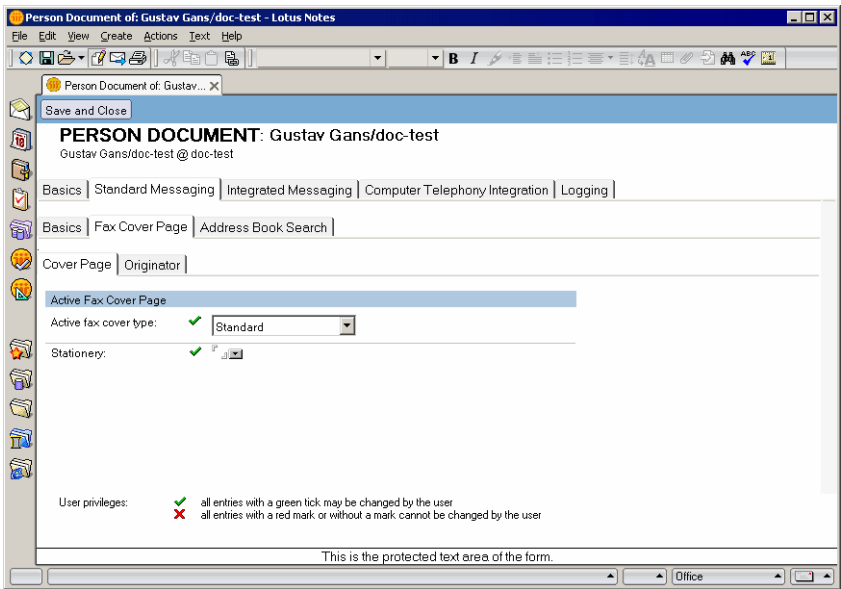 Person Document of: Gustav Gans/doc-test - Lotus Notes
File Edit View Create Actions Text Help
B I ABC 1
Person Document of: Gustav...
Save and Close
18
PERSON DOCUMENT: Gustav Gans/doc-test
Gustav Gans/doc-test @ doc-test
Basics Standard Messaging Integrated Messaging Computer Telephony Integration Logging
Basics Fax Cover Page Address Book Search
Cover Page Originator
Active Fax Cover Page
Active fax cover type: Standard
Stationery:
User privileges: all entries with a green tick may be changed by the user
all entries with a red mark or without a mark cannot be changed by the user
This is the protected text area of the form.
Office